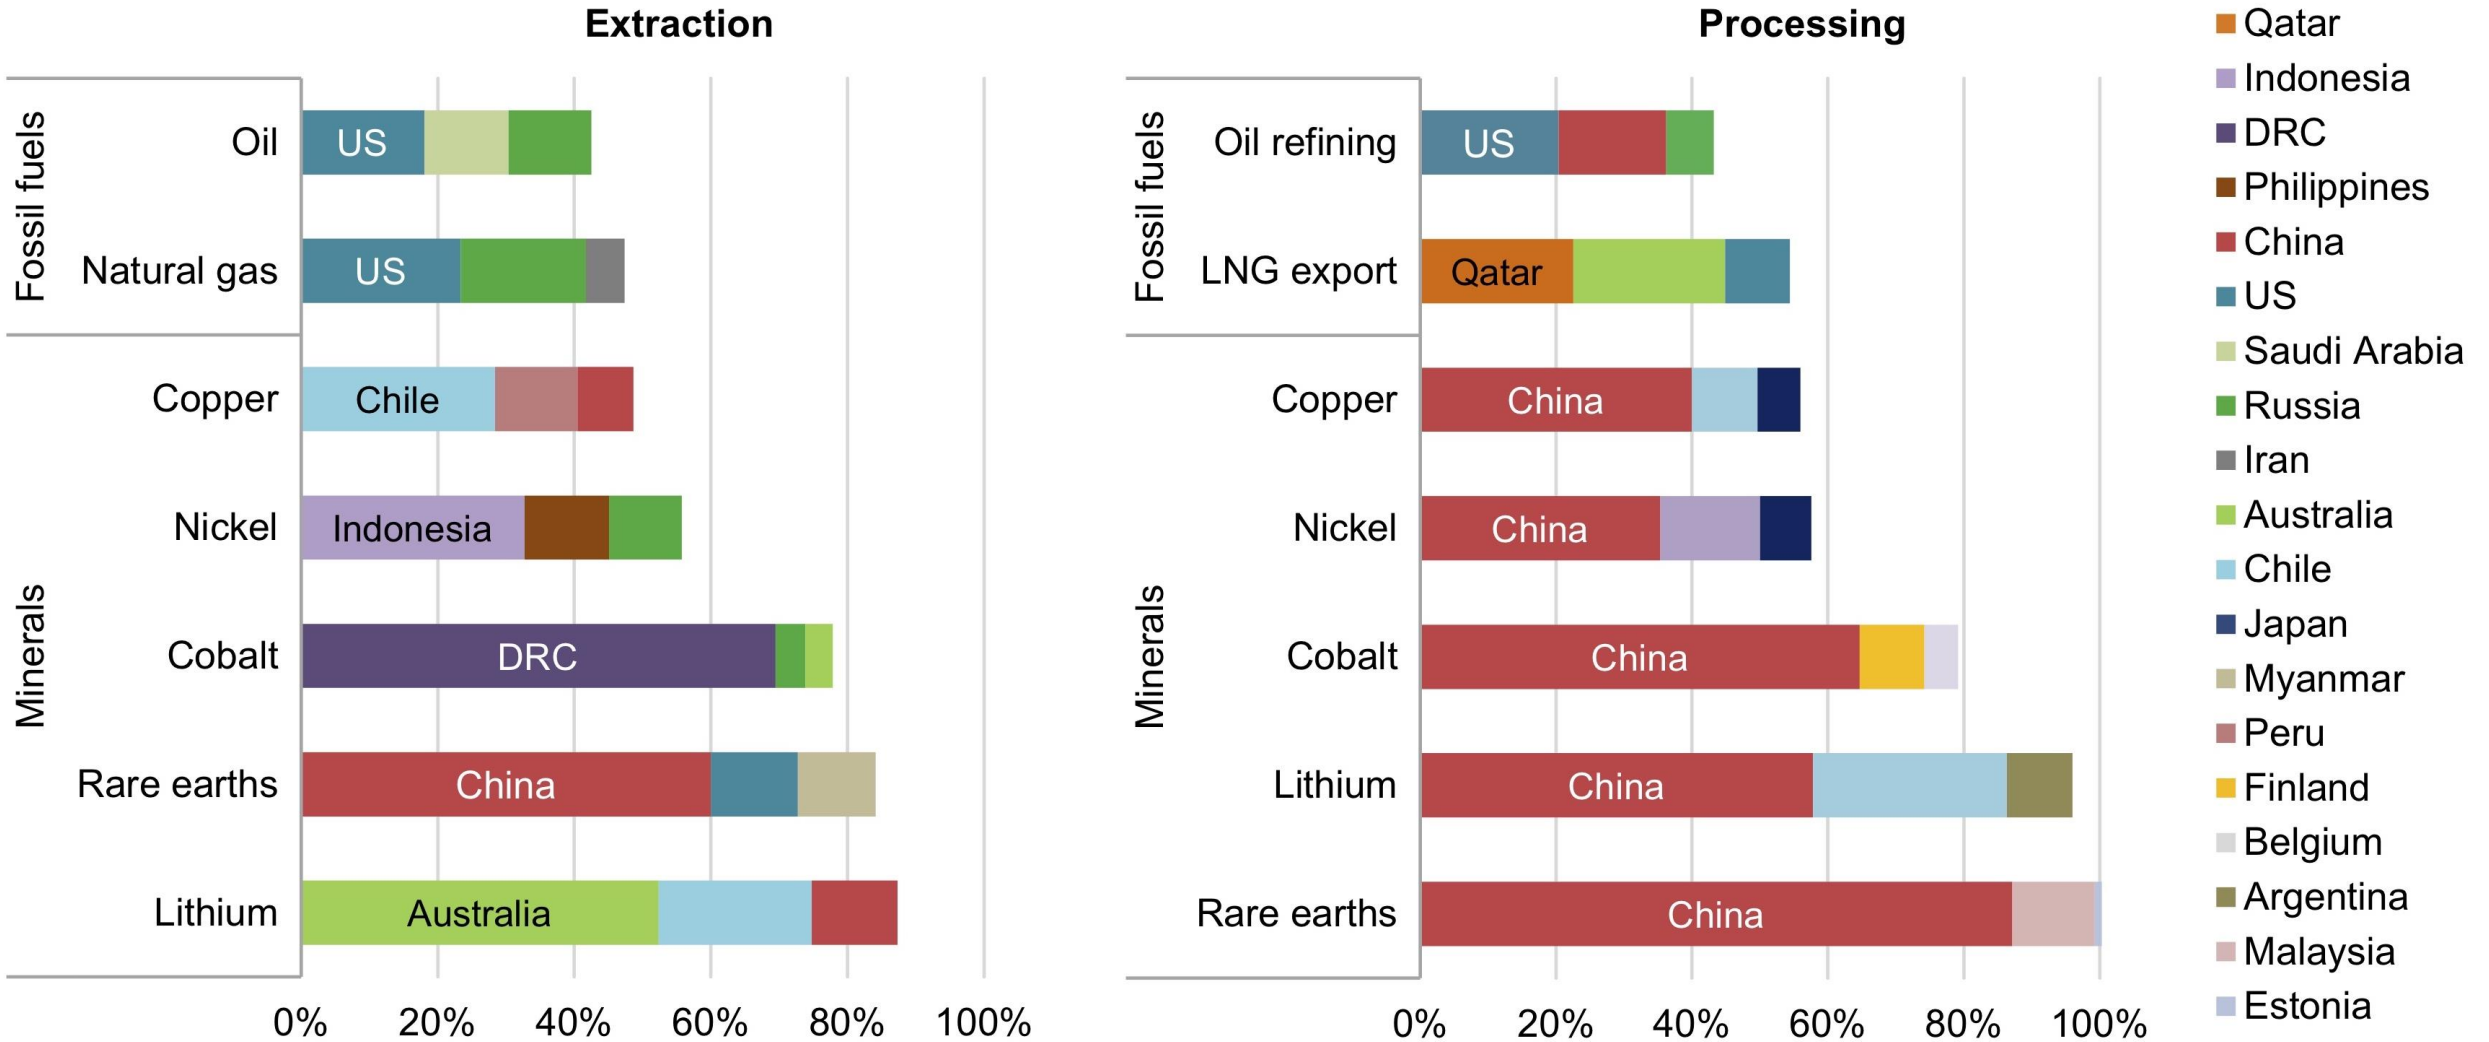 Extraction
Fossil fuels
Oil
US
Natural gas
US
Minerals
Copper
Chile
Nickel
Indonesia
Cobalt
DRC
Rare earths
China
Lithium
Australia
0% 20% 40% 60% 80% 100%
Processing
Fossil fuels
Oil refining
US
LNG export
Qatar
Minerals
Copper
China
Nickel
China
Cobalt
China
Lithium
China
Rare earths
China
0% 20% 40% 60% 80% 100%
Qatar
Indonesia
DRC
Philippines
China
US
Saudi Arabia
Russia
Iran
Australia
Chile
Japan
Myanmar
Peru
Finland
Belgium
Argentina
Malaysia
Estonia